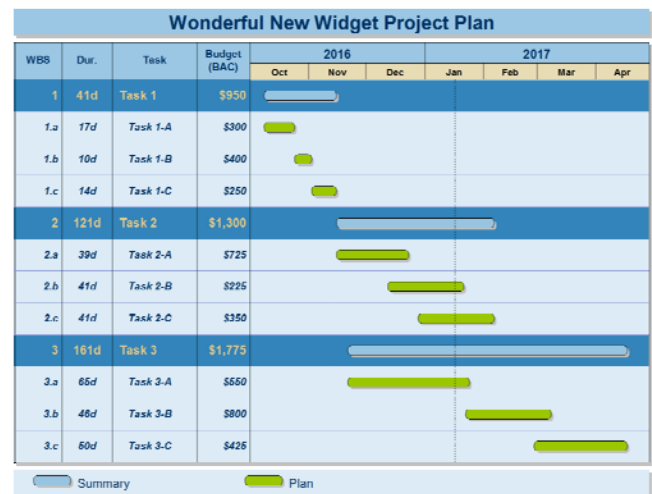 Wonderful New Widget Project Plan
WBS Dur. Task Budget (BAC) 2016 2017
Oct Nov Dec Jan Feb Mar Apr
1 41d Task 1 $950
1.a 17d Task 1-A $300
1.b 10d Task 1-B $400
1.c 14d Task 1-C $250
2 121d Task 2 $1,300
2.a 39d Task 2-A $725
2.b 41d Task 2-B $225
2.c 41d Task 2-C $350
3 161d Task 3 $1,775
3.a 65d Task 3-A $550
3.b 46d Task 3-B $800
3.c 50d Task 3-C $425
Summary Plan